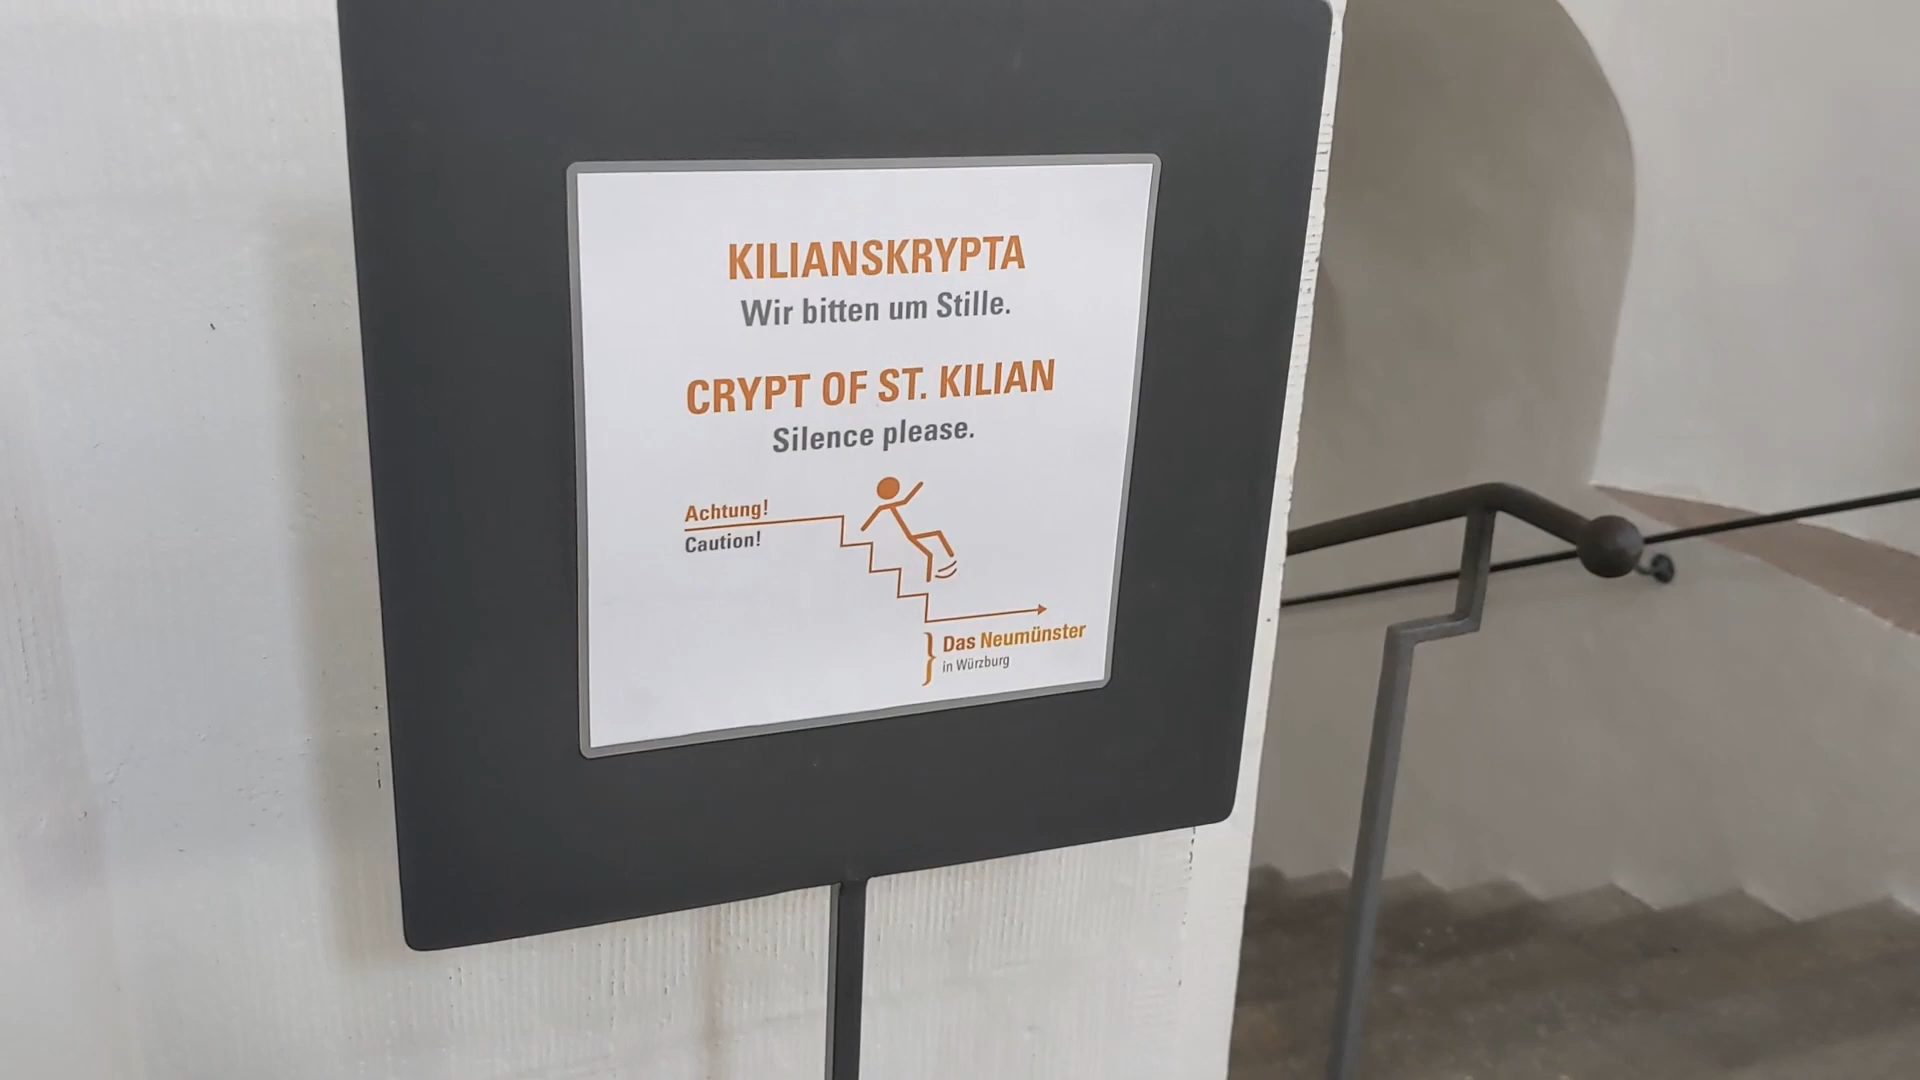 KILIANSKRYPTA
Wir bitten um Stille.
CRYPT OF ST. KILIAN
Silence please.
Achtung!
Caution!
Das Neumünster
in Würzburg